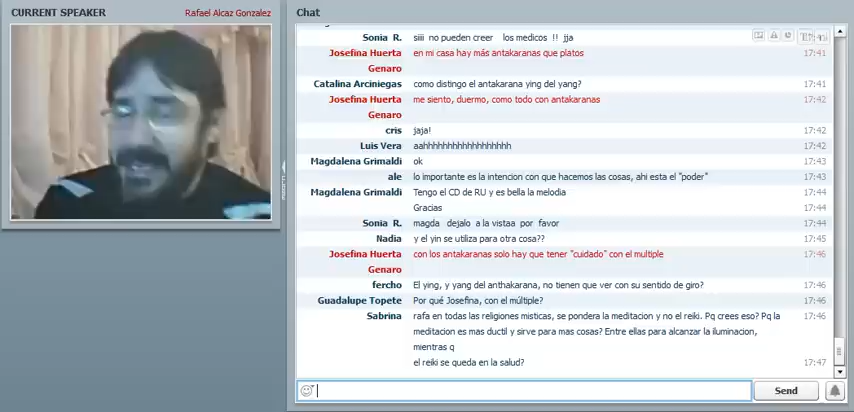 CURRENT SPEAKER
Rafael Alcaz Gonzalez
Chat
Sonia R. siii no pueden creer los medicos !! jja
Josefina Huerta en mi casa hay más antakaranas que platos 17:41
Genaro
Catalina Arciniegas como distingo el antakarana ying del yang? 17:41
Josefina Huerta me siento, duermo, como todo con antakaranas 17:42
Genaro
cris jaja! 17:42
Luis Vera aahhhhhhhhhhhhhhhhhh 17:42
Magdalena Grimaldi ok 17:43
ale lo importante es la intencion con que hacemos las cosas, ahi esta el "poder" 17:43
Magdalena Grimaldi Tengo el CD de RU y es bella la melodia 17:44
Gracias 17:44
Sonia R. magda dejalo a la vistaa por favor 17:44
Nadia y el yin se utiliza para otra cosa?? 17:45
Josefina Huerta con los antakaranas solo hay que tener "cuidado" con el multiple 17:46
Genaro
fercho El ying, y yang del anthakarana, no tienen que ver con su sentido de giro? 17:46
Guadalupe Topete Por qué Josefina, con el múltiple? 17:46
Sabrina rafa en todas las religiones misticas, se pondera la meditacion y no el reiki. Pq crees eso? Pq la 17:46
meditacion es mas ductil y sirve para mas cosas? Entre ellas para alcanzar la iluminacion,
mientras q
el reiki se queda en la salud? 17:47
Send